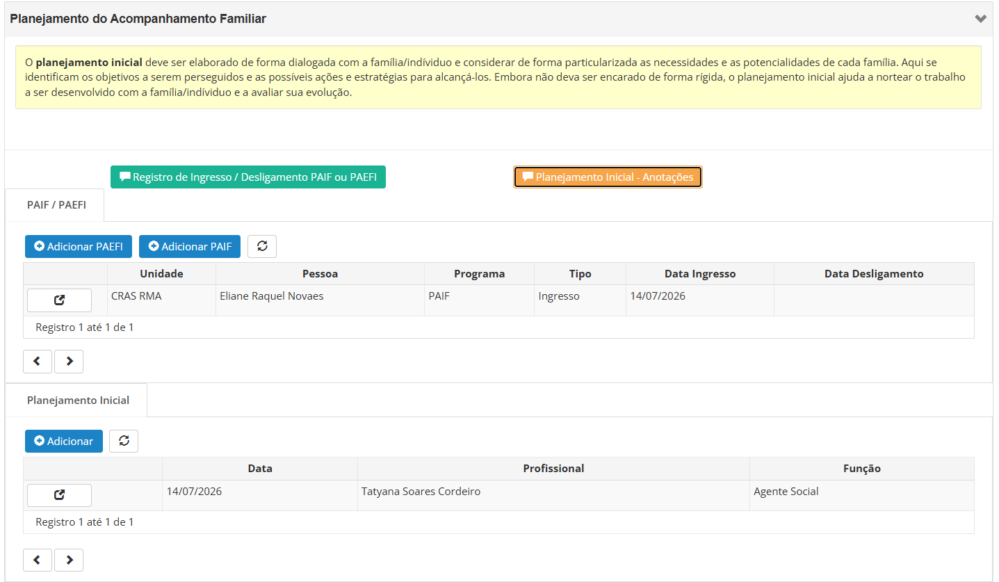 Planejamento do Acompanhamento Familiar
O planejamento inicial deve ser elaborado de forma dialogada com a família/indíviduo e considerar de forma particularizada as necessidades e as potencialidades de cada família. Aqui se
identificam os objetivos a serem perseguidos e as possíveis ações e estratégias para alcançá-los. Embora não deva ser encarado de forma rígida, o planejamento inicial ajuda a nortear o trabalho
a ser desenvolvido com a família/indíviduo e a avaliar sua evolução.
Registro de Ingresso / Desligamento PAIF ou PAEFI Planejamento Inicial - Anotações
PAIF / PAEFI
Adicionar PAEFI Adicionar PAIF
Unidade Pessoa Programa Tipo Data Ingresso Data Desligamento
CRAS RMA Eliane Raquel Novaes PAIF Ingresso 14/07/2026
Registro 1 até 1 de 1
Planejamento Inicial
Adicionar
Data Profissional Função
14/07/2026 Tatyana Soares Cordeiro Agente Social
Registro 1 até 1 de 1